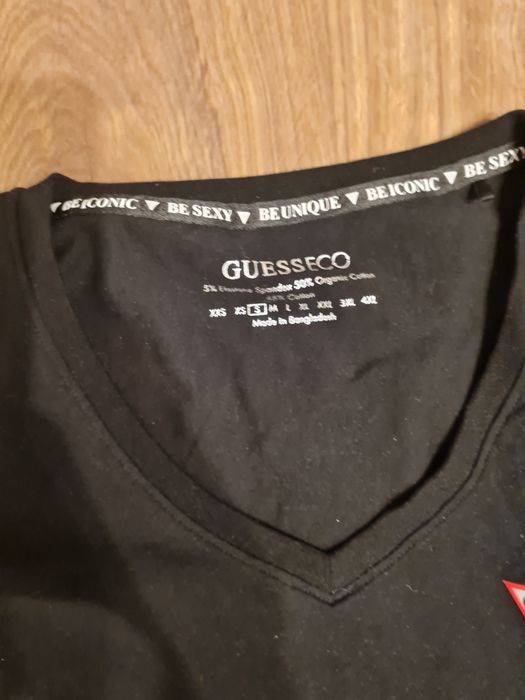 BE ICONIC ▼ BE SEXY ▼ BE UNIQUE ▼ BE ICONIC ▼ BE SEXY
GUESSECO
5% Elastane Spandex 50% Organic Cotton
45% Cotton
XXS XS S M L XL XXL 3XL 4XL
Made in Bangladesh